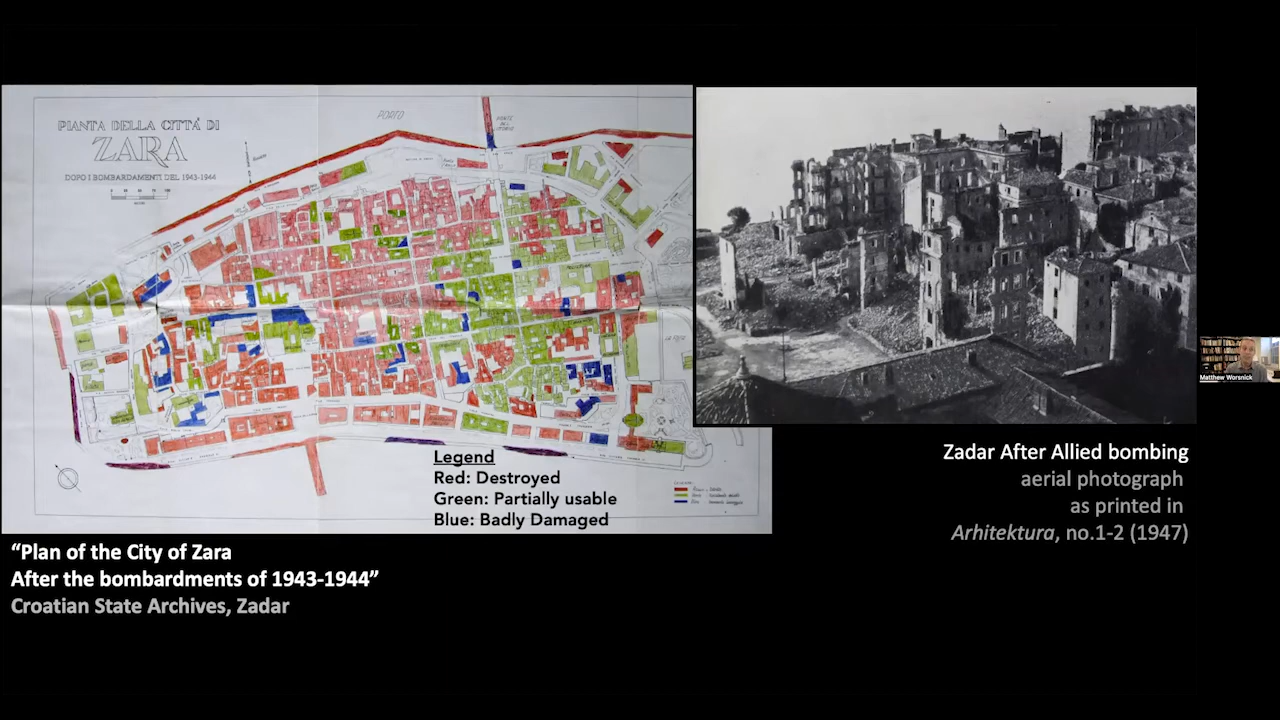 PIANTA DELLA CITTÀ DI
ZARA
DOPO I BOMBARDAMENTI DEL 1943-1944
PORTO
Legend
Red: Destroyed
Green: Partially usable
Blue: Badly Damaged
“Plan of the City of Zara
After the bombardments of 1943-1944”
Croatian State Archives, Zadar
Zadar After Allied bombing
aerial photograph
as printed in
Arhitektura, no.1-2 (1947)
Matthew Worsnick